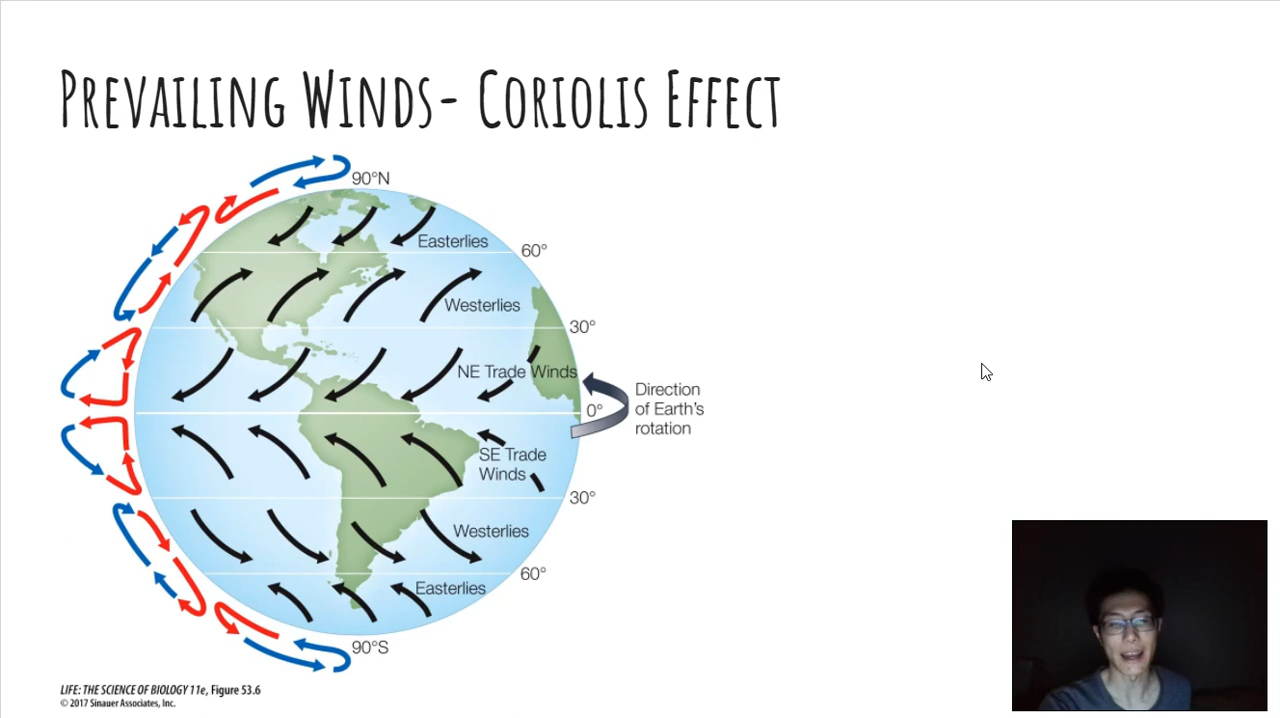 PREVAILING WINDS- CORIOLIS EFFECT
90°N
Easterlies
60°
Westerlies
30°
NE Trade Winds
Direction
of Earth's
rotation
0°
SE Trade
Winds
30°
Westerlies
60°
Easterlies
90°S
LIFE: THE SCIENCE OF BIOLOGY 11e, Figure 53.6
© 2017 Sinauer Associates, Inc.